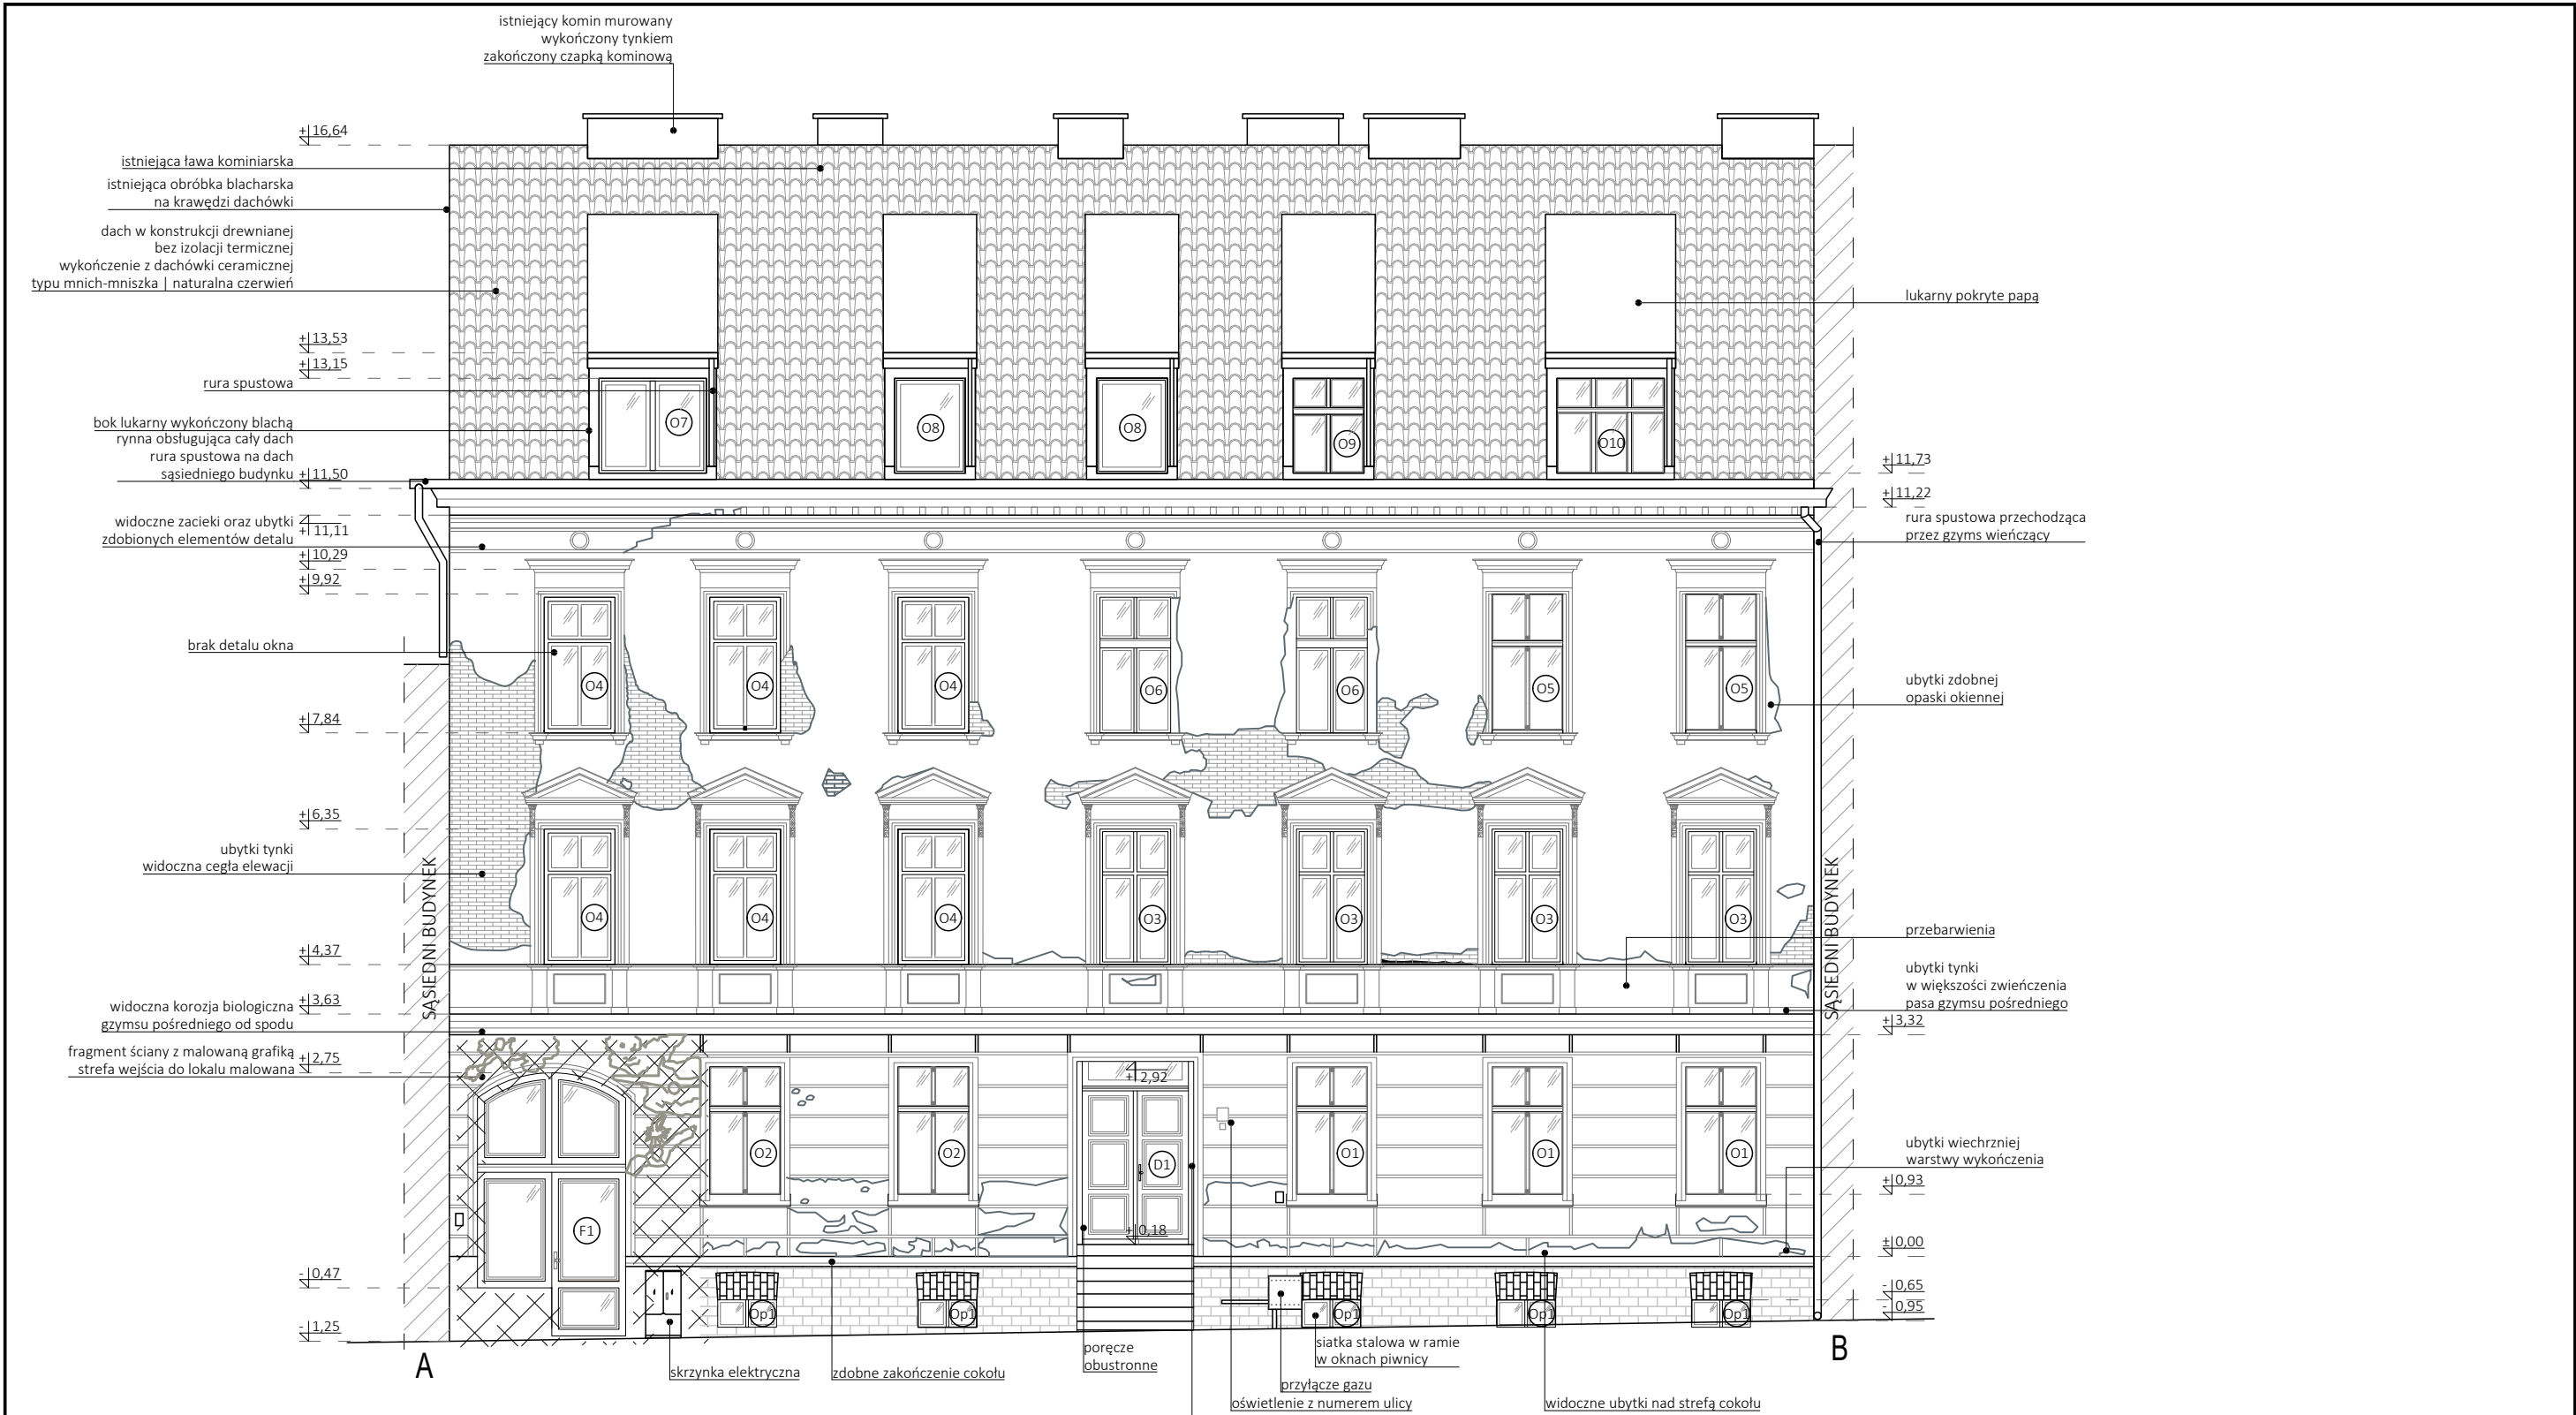 istniejący komin murowany
wykończony tynkiem
zakończony czapką kominową
+16,64
istniejąca ława kominiarska
istniejąca obróbka blacharska
na krawędzi dachówki
dach w konstrukcji drewnianej
bez izolacji termicznej
wykończenie z dachówki ceramicznej
typu mnich-mniszka | naturalna czerwień
lukarny pokryte papą
+13,53
+13,15
rura spustowa
bok lukarny wykończony blachą
rynna obsługująca cały dach
rura spustowa na dach
sąsiedniego budynku
+11,50
O7
O8
O8
O9
O10
+11,73
+11,22
widoczne zacieki oraz ubytki
zdobionych elementów detalu
+11,11
+10,29
+9,92
rura spustowa przechodząca
przez gzyms wieńczący
brak detalu okna
O4
O4
O4
O6
O6
O5
O5
ubytki zdobnej
opaski okiennej
+7,84
+6,35
ubytki tynki
widoczna cegła elewacji
SĄSIEDNI BUDYNEK
O4
O4
O4
O3
O3
O3
O3
SĄSIEDNI BUDYNEK
przebarwienia
+4,37
ubytki tynki
w większości zwieńczenia
pasa gzymsu pośredniego
+3,63
widoczna korozja biologiczna
gzymsu pośredniego od spodu
+3,32
fragment ściany z malowaną grafiką
strefa wejścia do lokalu malowana
+2,75
+2,92
O2
O2
D1
O1
O1
O1
ubytki wiechrzniej
warstwy wykończenia
+0,93
F1
+0,18
±0,00
-0,47
-0,65
-0,95
Op1
Op1
Op1
Op1
Op1
-1,25
A
B
skrzynka elektryczna
zdobne zakończenie cokołu
poręcze
obustronne
siatka stalowa w ramie
w oknach piwnicy
przyłącze gazu
oświetlenie z numerem ulicy
widoczne ubytki nad strefą cokołu